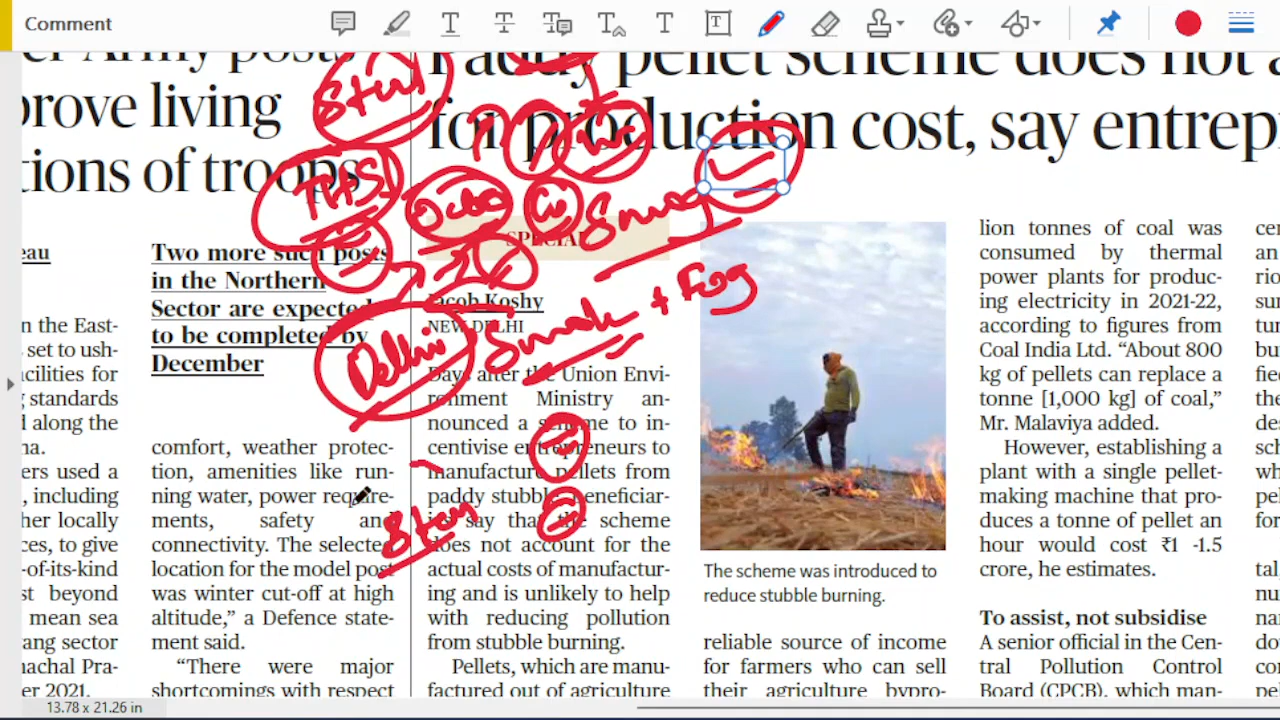 Comment
er Army posts
prove living
tions of troops
Paddy pellet scheme does not a
for production cost, say entrepr
eau
n the East-
set to ush-
cilities for
standards
along the
na.
ers used a
, including
her locally
ces, to give
-of-its-kind
st beyond
mean sea
ang sector
nachal Pra-
er 2021.
Two more such posts
in the Northern
Sector are expected
to be completed by
December
comfort, weather protec-
tion, amenities like run-
ning water, power require-
ments, safety and
connectivity. The selected
location for the model post
was winter cut-off at high
altitude,” a Defence state-
ment said.
“There were major
shortcomings with respect
SPECIAL
Jacob Koshy
NEW DELHI
Days after the Union Envi-
ronment Ministry an-
nounced a scheme to in-
centivise entrepreneurs to
manufacture pellets from
paddy stubble, beneficiar-
ies say that the scheme
does not account for the
actual costs of manufactur-
ing and is unlikely to help
with reducing pollution
from stubble burning.
Pellets, which are manu-
factured out of agriculture
Delhi
Smog
Smok + Fog
The scheme was introduced to
reduce stubble burning.
reliable source of income
for farmers who can sell
their agriculture bypro-
lion tonnes of coal was
consumed by thermal
power plants for produc-
ing electricity in 2021-22,
according to figures from
Coal India Ltd. “About 800
kg of pellets can replace a
tonne [1,000 kg] of coal,”
Mr. Malaviya added.
However, establishing a
plant with a single pellet-
making machine that pro-
duces a tonne of pellet an
hour would cost ₹1 -1.5
crore, he estimates.
To assist, not subsidise
A senior official in the Cen-
tral Pollution Control
Board (CPCB), which man-
13.78 x 21.26 in